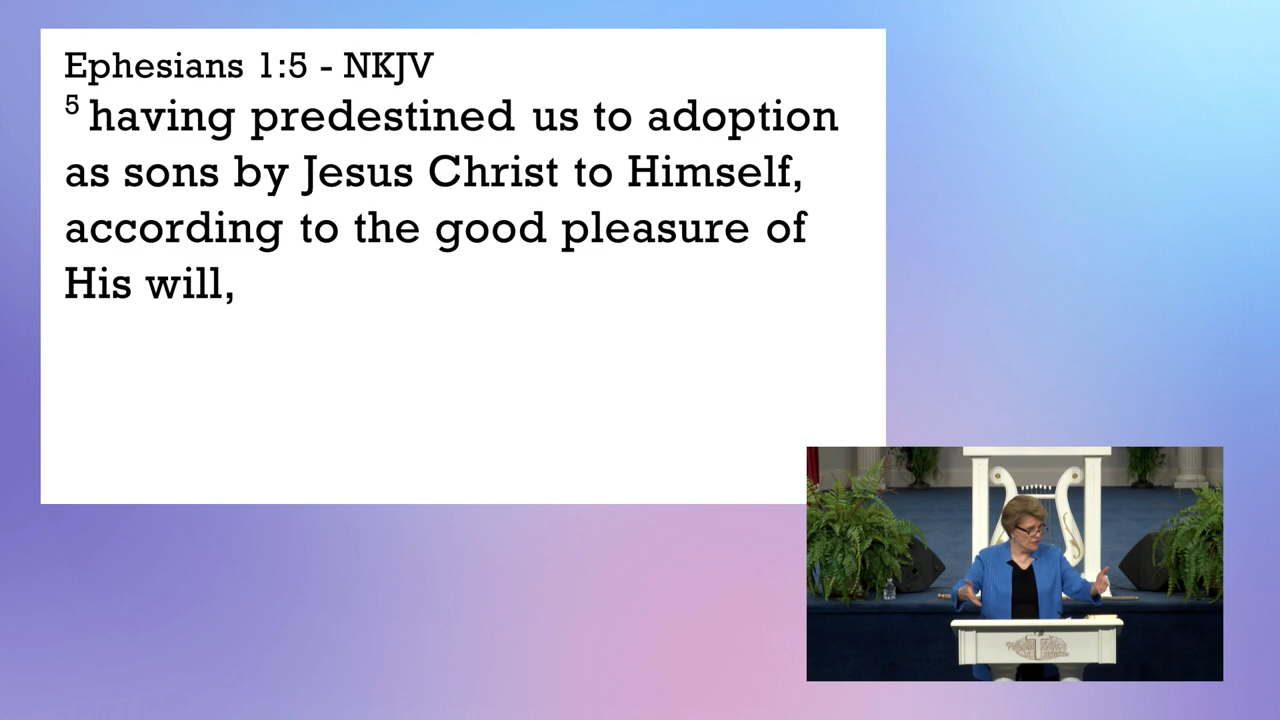 Ephesians 1:5 - NKJV
5 having predestined us to adoption
as sons by Jesus Christ to Himself,
according to the good pleasure of
His will,